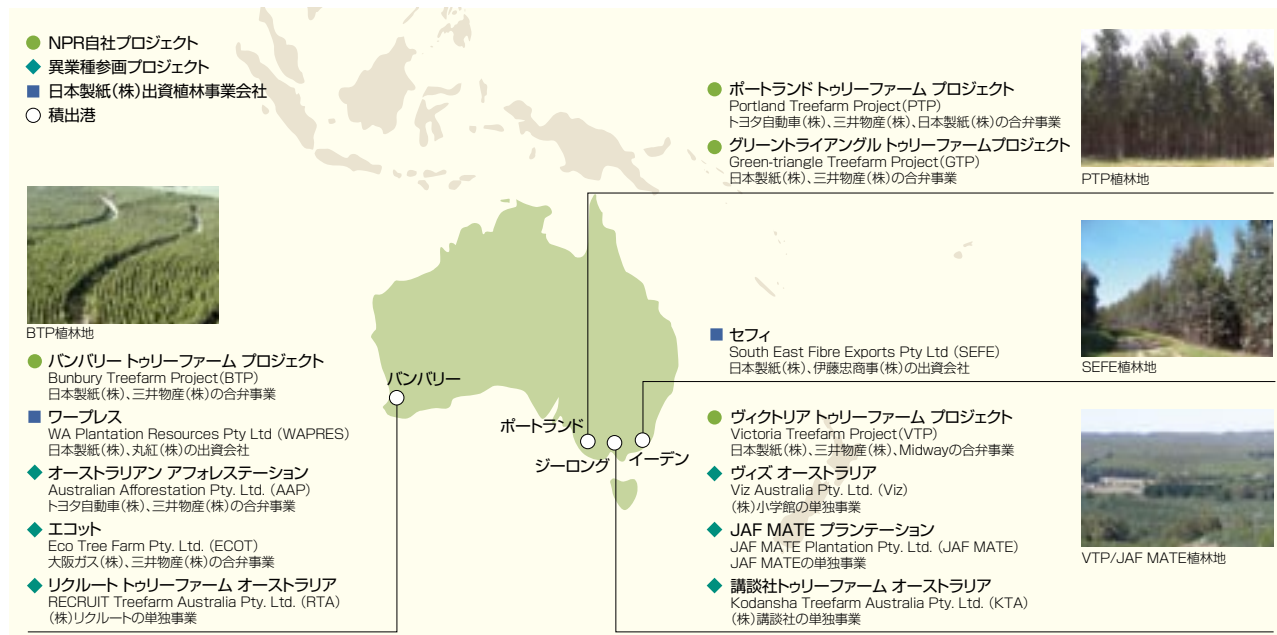 NPR自社プロジェクト
異業種参画プロジェクト
日本製紙(株)出資植林事業会社
積出港
BTP植林地
バンバリー トゥリーファーム プロジェクト
Bunbury Treefarm Project(BTP)
日本製紙(株)、三井物産(株)の合弁事業
ワープレス
WA Plantation Resources Pty Ltd (WAPRES)
日本製紙(株)、丸紅(株)の出資会社
オーストラリアン アフォレステーション
Australian Afforestation Pty. Ltd. (AAP)
トヨタ自動車(株)、三井物産(株)の合弁事業
エコット
Eco Tree Farm Pty. Ltd. (ECOT)
大阪ガス(株)、三井物産(株)の合弁事業
リクルート トゥリーファーム オーストラリア
RECRUIT Treefarm Australia Pty. Ltd. (RTA)
(株)リクルートの単独事業
バンバリー
ポートランド
ジーロング
イーデン
ポートランド トゥリーファーム プロジェクト
Portland Treefarm Project(PTP)
トヨタ自動車(株)、三井物産(株)、日本製紙(株)の合弁事業
グリーントライアングル トゥリーファームプロジェクト
Green-triangle Treefarm Project(GTP)
日本製紙(株)、三井物産(株)の合弁事業
PTP植林地
セフィ
South East Fibre Exports Pty Ltd (SEFE)
日本製紙(株)、伊藤忠商事(株)の出資会社
SEFE植林地
ヴィクトリア トゥリーファーム プロジェクト
Victoria Treefarm Project(VTP)
日本製紙(株)、三井物産(株)、Midwayの合弁事業
ヴィズ オーストラリア
Viz Australia Pty. Ltd. (Viz)
(株)小学館の単独事業
JAF MATE プランテーション
JAF MATE Plantation Pty. Ltd. (JAF MATE)
JAF MATEの単独事業
講談社トゥリーファーム オーストラリア
Kodansha Treefarm Australia Pty. Ltd. (KTA)
(株)講談社の単独事業
VTP/JAF MATE植林地